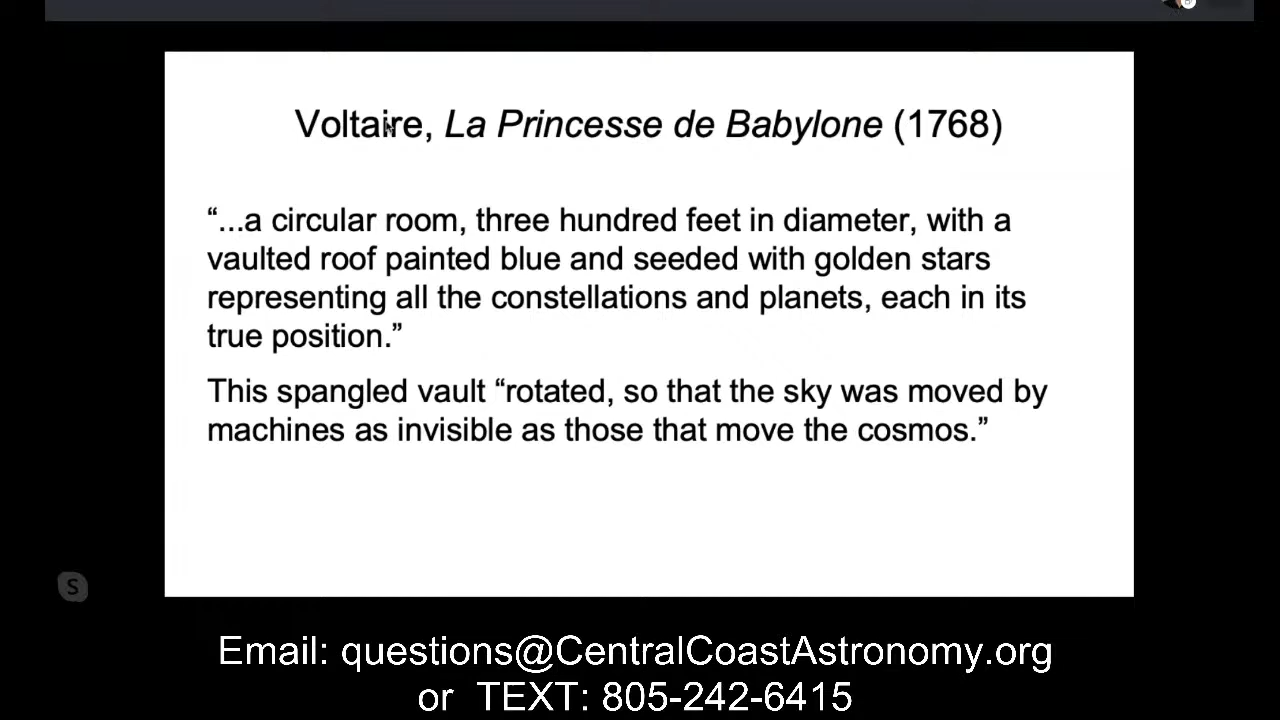 Voltaire, La Princesse de Babylone (1768)
“...a circular room, three hundred feet in diameter, with a
vaulted roof painted blue and seeded with golden stars
representing all the constellations and planets, each in its
true position.”
This spangled vault “rotated, so that the sky was moved by
machines as invisible as those that move the cosmos.”
S
Email: questions@CentralCoastAstronomy.org
or TEXT: 805-242-6415